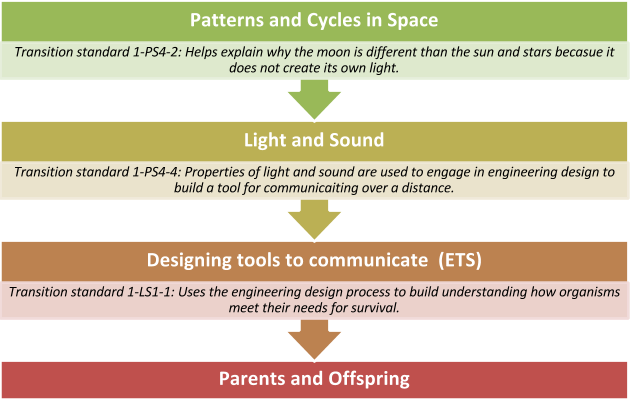 Patterns and Cycles in Space
Transition standard 1-PS4-2: Helps explain why the moon is different than the sun and stars becasue it
does not create its own light.
Light and Sound
Transition standard 1-PS4-4: Properties of light and sound are used to engage in engineering design to
build a tool for communicaiting over a distance.
Designing tools to communicate  (ETS)
Transition standard 1-LS1-1: Uses the engineering design process to build understanding how organisms
meet their needs for survival.
Parents and Offspring